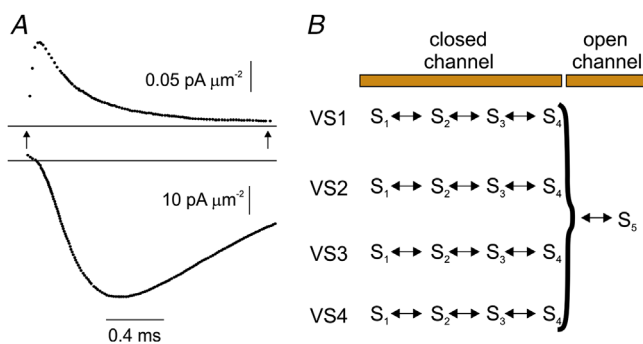 A
0.05 pA μm-2
10 pA μm-2
0.4 ms
B
closed channel
open channel
VS1 S1 S2 S3 S4
VS2 S1 S2 S3 S4
S5
VS3 S1 S2 S3 S4
VS4 S1 S2 S3 S4